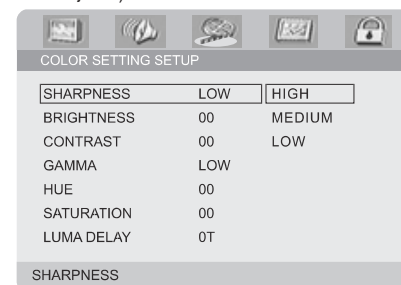 COLOR SETTING SETUP
SHARPNESS LOW HIGH
BRIGHTNESS 00 MEDIUM
CONTRAST 00 LOW
GAMMA LOW
HUE 00
SATURATION 00
LUMA DELAY 0T
SHARPNESS